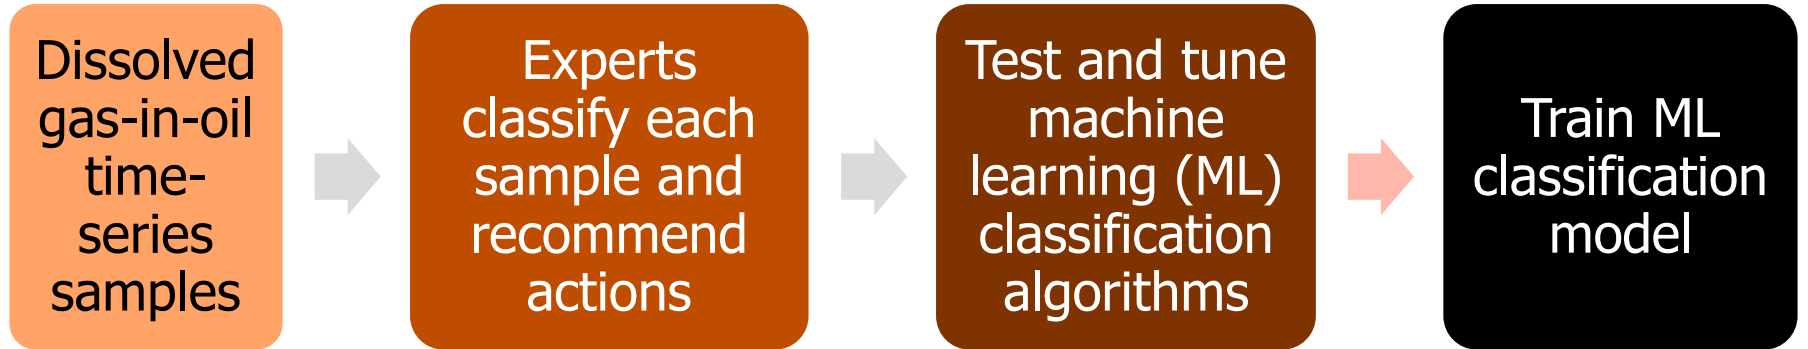 Dissolved
gas-in-oil
time-
series
samples
Experts
classify each
sample and
recommend
actions
Test and tune
machine
learning (ML)
classification
algorithms
Train ML
classification
model